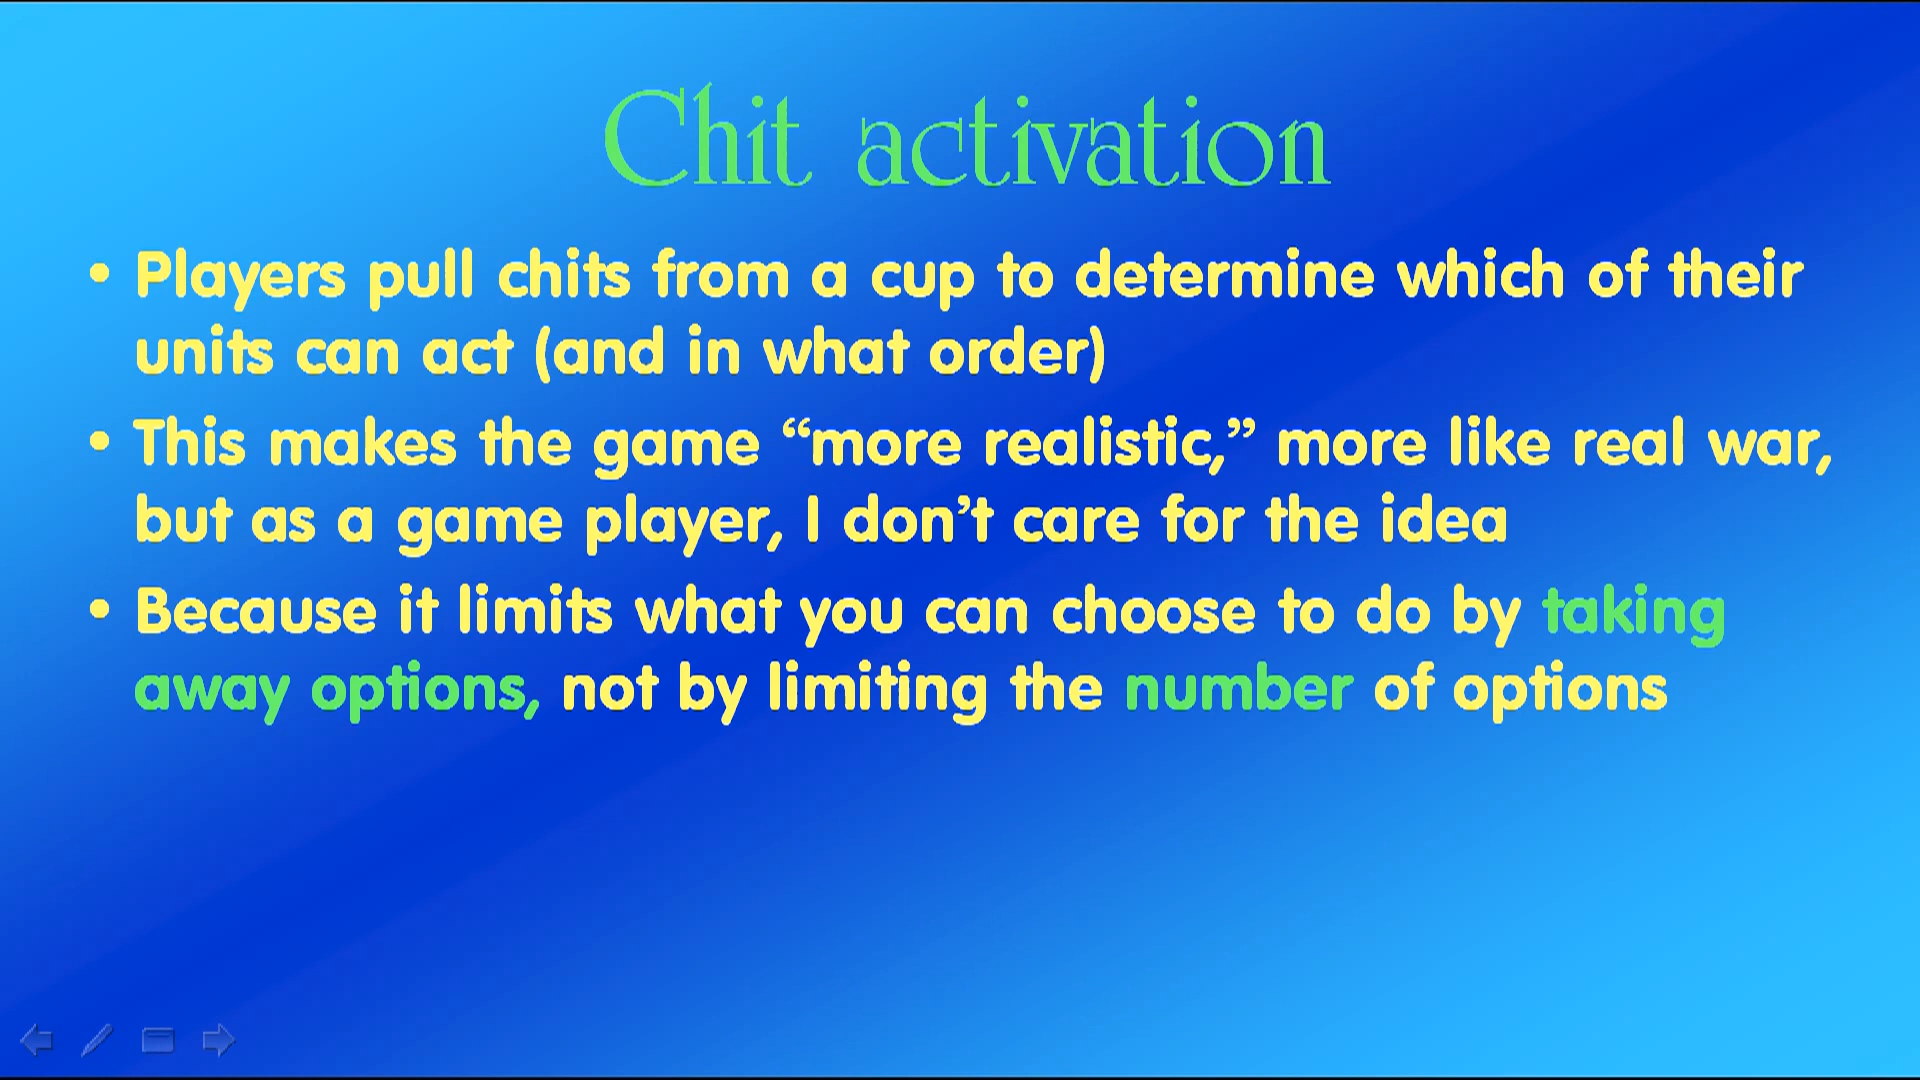 Chit activation
• Players pull chits from a cup to determine which of their
units can act (and in what order)
• This makes the game “more realistic,” more like real war,
but as a game player, I don’t care for the idea
• Because it limits what you can choose to do by taking
away options, not by limiting the number of options